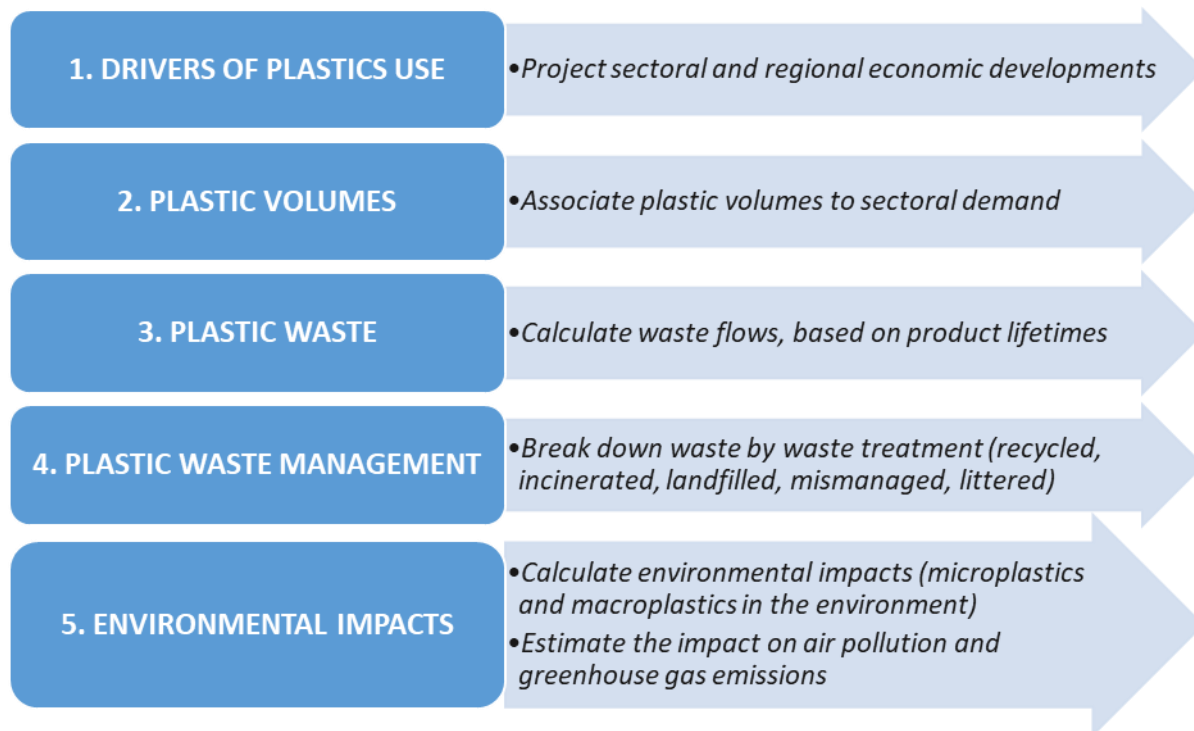 1. DRIVERS OF PLASTICS USE
•Project sectoral and regional economic developments
2. PLASTIC VOLUMES
•Associate plastic volumes to sectoral demand
3. PLASTIC WASTE
•Calculate waste flows, based on product lifetimes
4. PLASTIC WASTE MANAGEMENT
•Break down waste by waste treatment (recycled,
incinerated, landfilled, mismanaged, littered)
5. ENVIRONMENTAL IMPACTS
•Calculate environmental impacts (microplastics
and macroplastics in the environment)
•Estimate the impact on air pollution and
greenhouse gas emissions